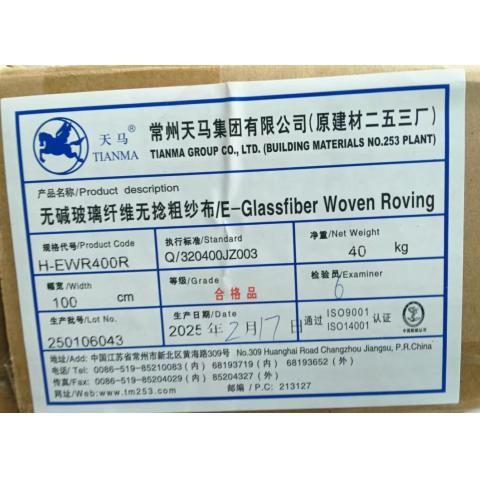 天马®
TIANMA
常州天马集团有限公司(原建材二五三厂)
TIANMA GROUP CO., LTD. (BUILDING MATERIALS NO.253 PLANT)
产品名称/Product description
无碱玻璃纤维无捻粗纱布/E-Glassfiber Woven Roving
规格代号/Product Code
H-EWR400R
执行标准/Standard
Q/320400JZ003
净重/Net Weight
40 kg
幅宽/Width
100 cm
等级/Grade
合格品
检验员/Examiner
6
生产批号/Lot No.
250106043
生产日期/Date
2025年2月17日
通过 ISO9001 ISO14001 认证
地址/Add: 中国江苏省常州市新北区黄海路309号 No.309 Huanghai Road Changzhou Jiangsu, P.R.China
电话/Tel: 0086-519-85210083(内) 68193719(内) 68193652(外)
传真/Fax: 0086-519-85204029(内) 85204327(外)
网址/Web:www.tm253.com 邮编/P.C: 213127